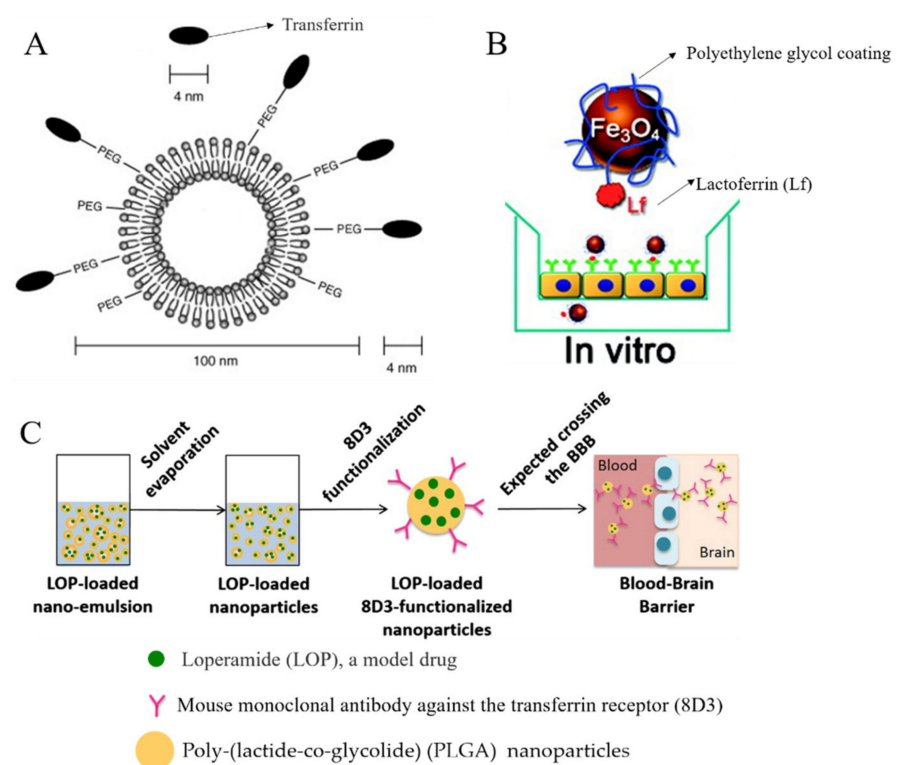 A
Transferrin
4 nm
PEG
PEG
PEG
PEG
PEG
PEG
PEG
PEG
100 nm
4 nm
B
Polyethylene glycol coating
Fe3O4
Lactoferrin (Lf)
Lf
In vitro
C
Solvent
evaporation
8D3
functionalization
Expected crossing
the BBB
Blood
Brain
LOP-loaded
nano-emulsion
LOP-loaded
nanoparticles
LOP-loaded
8D3-functionalized
nanoparticles
Blood-Brain
Barrier
Loperamide (LOP), a model drug
Mouse monoclonal antibody against the transferrin receptor (8D3)
Poly-(lactide-co-glycolide) (PLGA) nanoparticles